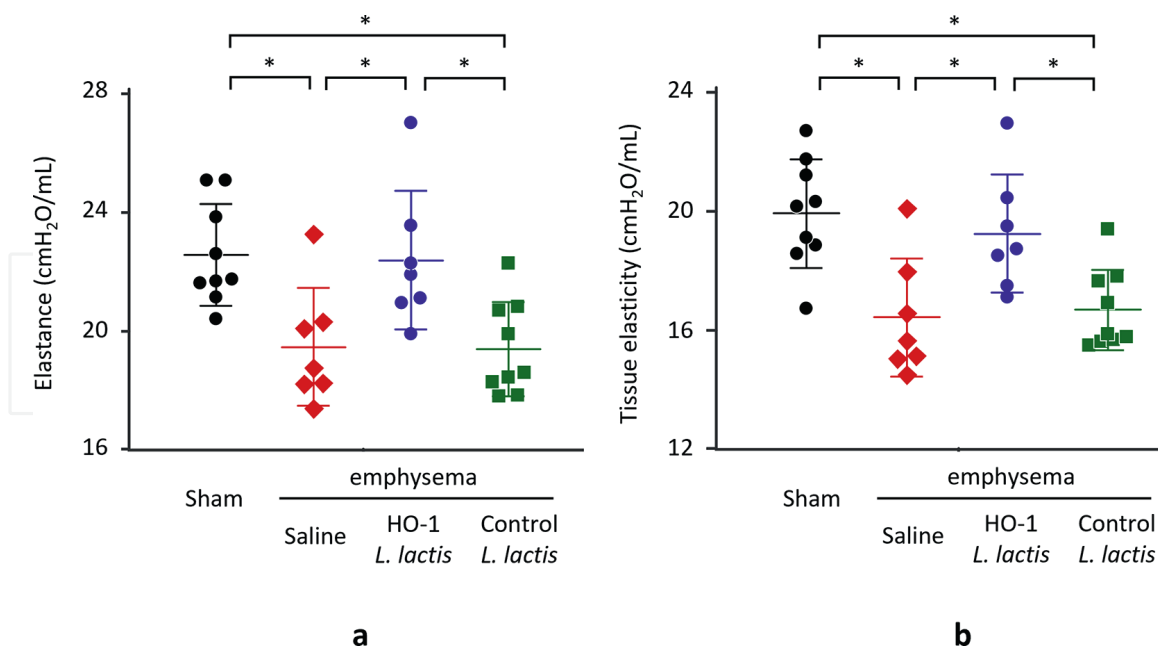 *
* * *
28
24
20
16
Elastance (cmH2O/mL)
Sham
emphysema
Saline
HO-1
L. lactis
Control
L. lactis
a
*
* * *
24
20
16
12
Tissue elasticity (cmH2O/mL)
Sham
emphysema
Saline
HO-1
L. lactis
Control
L. lactis
b